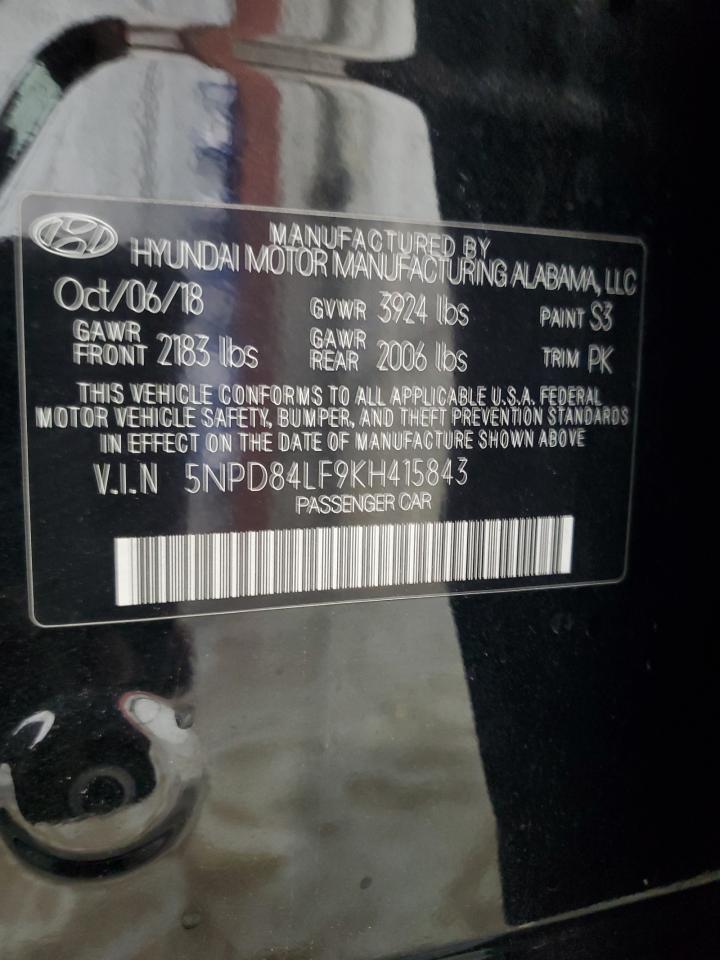 MANUFACTURED BY
HYUNDAI MOTOR MANUFACTURING ALABAMA, LLC
Oct/06/18 GVWR 3924 lbs PAINT S3
GAWR FRONT 2183 lbs GAWR REAR 2006 lbs TRIM PK
THIS VEHICLE CONFORMS TO ALL APPLICABLE U.S.A. FEDERAL
MOTOR VEHICLE SAFETY, BUMPER, AND THEFT PREVENTION STANDARDS
IN EFFECT ON THE DATE OF MANUFACTURE SHOWN ABOVE.
V.I.N 5NPD84LF9KH415843
PASSENGER CAR